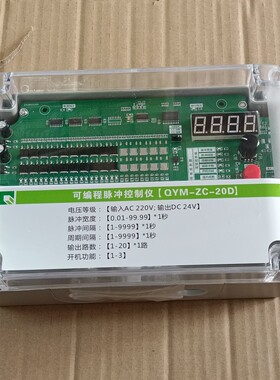 可编程脉冲控制仪【QYM-ZC-20D】
电压等级: 【输入AC 220V; 输出DC 24V】
脉冲宽度: 【0.01-99.99】*1秒
脉冲间隔: 【1-9999】*1秒
周期间隔: 【1-9999】*1秒
输出路数: 【1-20】*1路
开机功能: 【1-3】